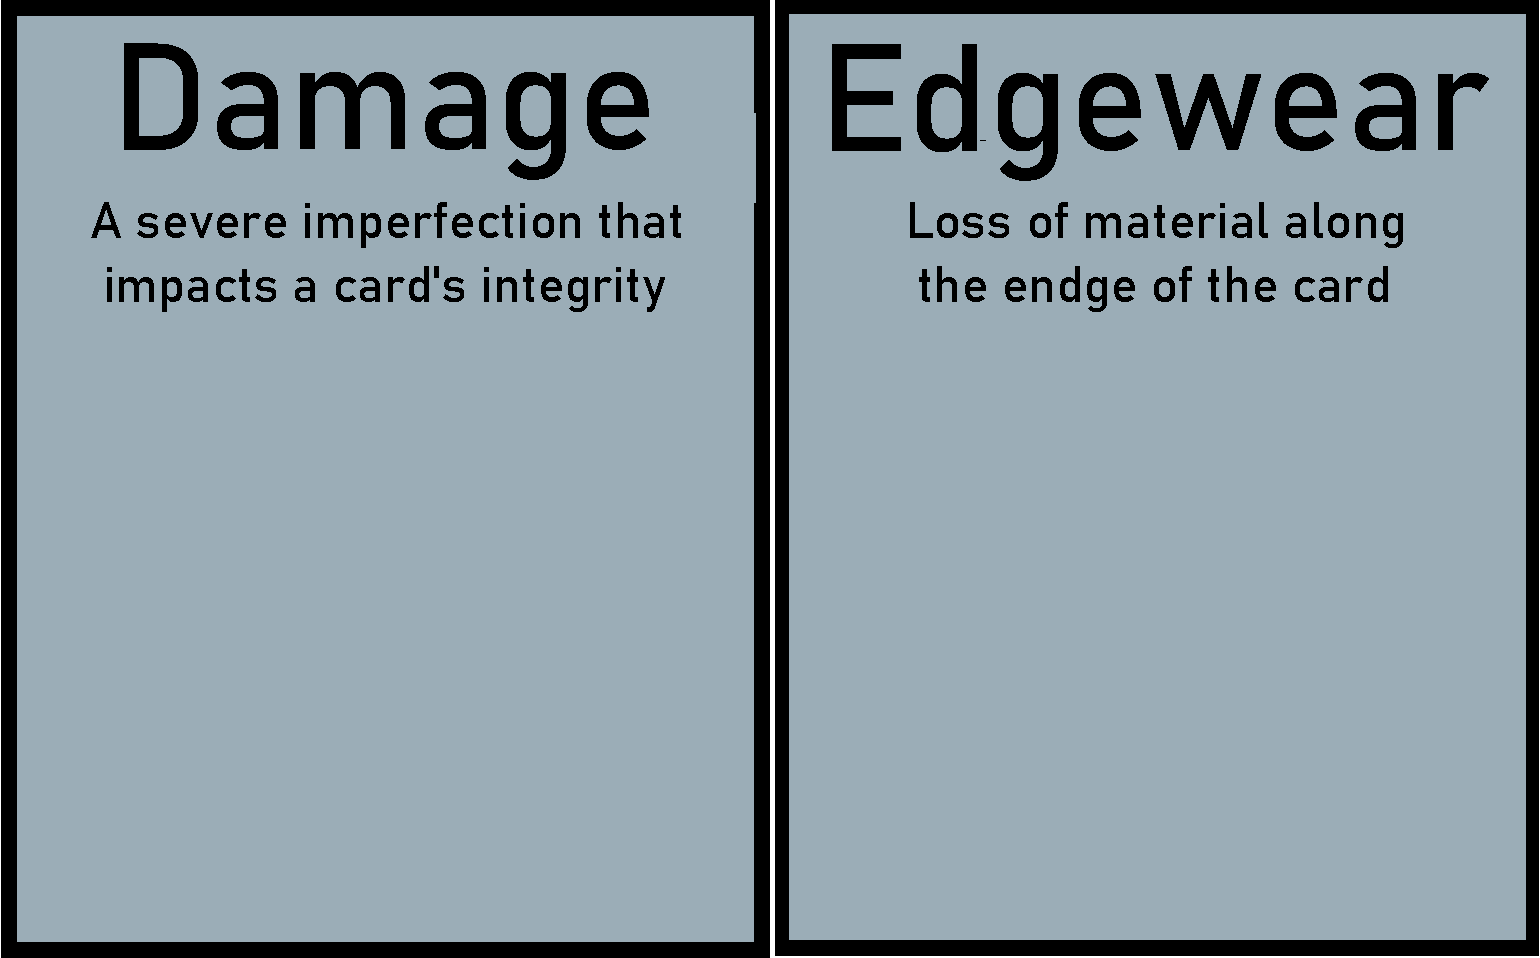 Damage
A severe imperfection that
impacts a card's integrity
Edgewear
Loss of material along
the endge of the card